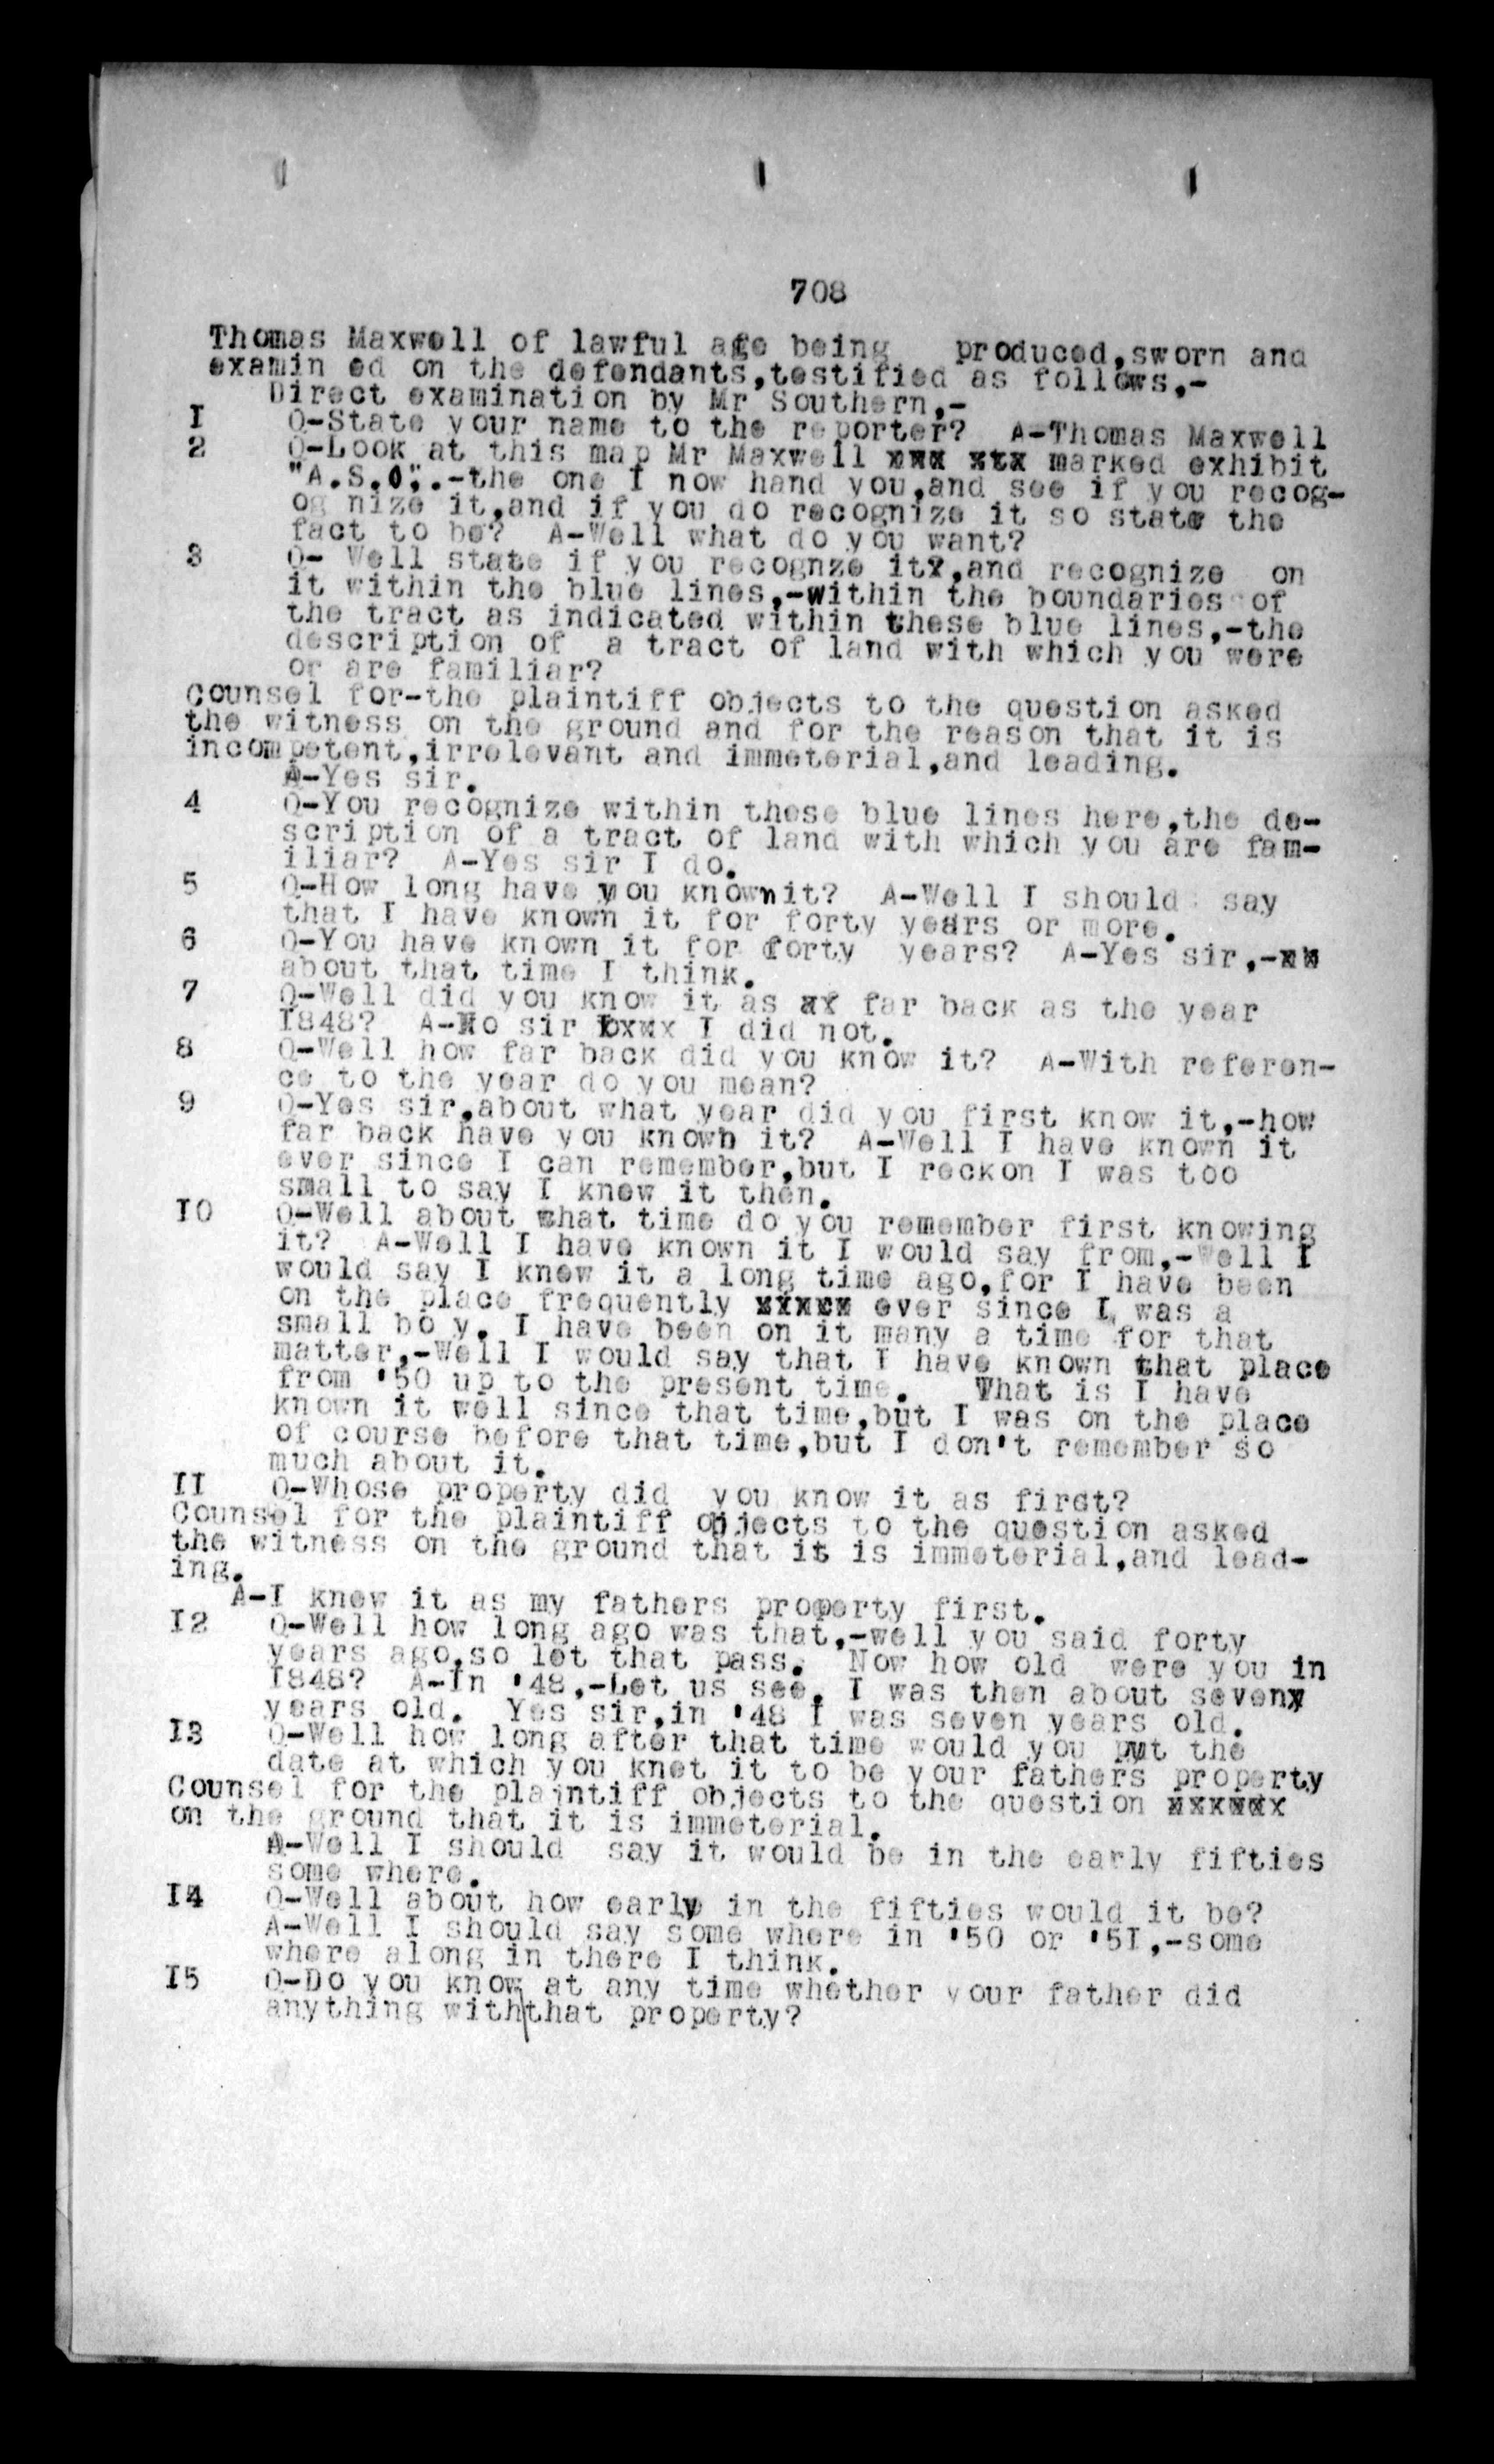 708
Thomas Maxwell of lawful age being produced,sworn and
examin ed on the defendants,testified as follows,-
Direct examination by Mr Southern,-
I Q-State your name to the reporter? A-Thomas Maxwell
2 Q-Look at this map Mr Maxwell xxx xtx marked exhibit
"A.S.O".-the one I now hand you,and see if you recog-
og nize it,and if you do recognize it so state the
fact to be? A-Well what do you want?
3 Q- Well state if you recognze it?,and recognize on
it within the blue lines,-within the boundaries of
the tract as indicated within these blue lines,-the
description of a tract of land with which you were
or are familiar?
Counsel for-the plaintiff objects to the question asked
the witness on the ground and for the reason that it is
incompetent,irrelevant and immeterial,and leading.
A-Yes sir.
4 Q-You recognize within these blue lines here,the de-
scription of a tract of land with which you are fam-
iliar? A-Yes sir I do.
5 Q-How long have you known it? A-Well I should say
that I have known it for forty years or more.
6 Q-You have known it for forty years? A-Yes sir,-xx
about that time I think.
7 Q-Well did you know it as xf far back as the year
I848? A-No sir bxxx I did not.
8 Q-Well how far back did you know it? A-With referen-
ce to the year do you mean?
9 Q-Yes sir,about what year did you first know it,-how
far back have you known it? A-Well I have known it
ever since I can remember,but I reckon I was too
small to say I knew it then.
I0 Q-Well about what time do you remember first knowing
it? A-Well I have known it I would say from,-Well I
would say I knew it a long time ago,for I have been
on the place frequently xxxxx ever since I was a
small bo y. I have been on it many a time for that
matter,-Well I would say that I have known that place
from '50 up to the present time. That is I have
known it well since that time,but I was on the place
of course before that time,but I don't remember so
much about it.
II Q-Whose property did you know it as first?
Counsel for the plaintiff objects to the question asked
the witness on the ground that it is immeterial,and lead-
ing.
A-I knew it as my fathers property first.
I2 Q-Well how long ago was that,-well you said forty
years ago,so let that pass. Now how old were you in
I848? A-In '48,-Let us see. I was then about sevenx
years old. Yes sir,in '48 I was seven years old.
I3 Q-Well how long after that time would you put the
date at which you knet it to be your fathers property
Counsel for the plaintiff objects to the question xxxxxx
on the ground that it is immeterial.
A-Well I should say it would be in the early fifties
some where.
I4 Q-Well about how early in the fifties would it be?
A-Well I should say some where in '50 or '5I,-some
where along in there I think.
I5 Q-Do you know at any time whether your father did
anything with that property?